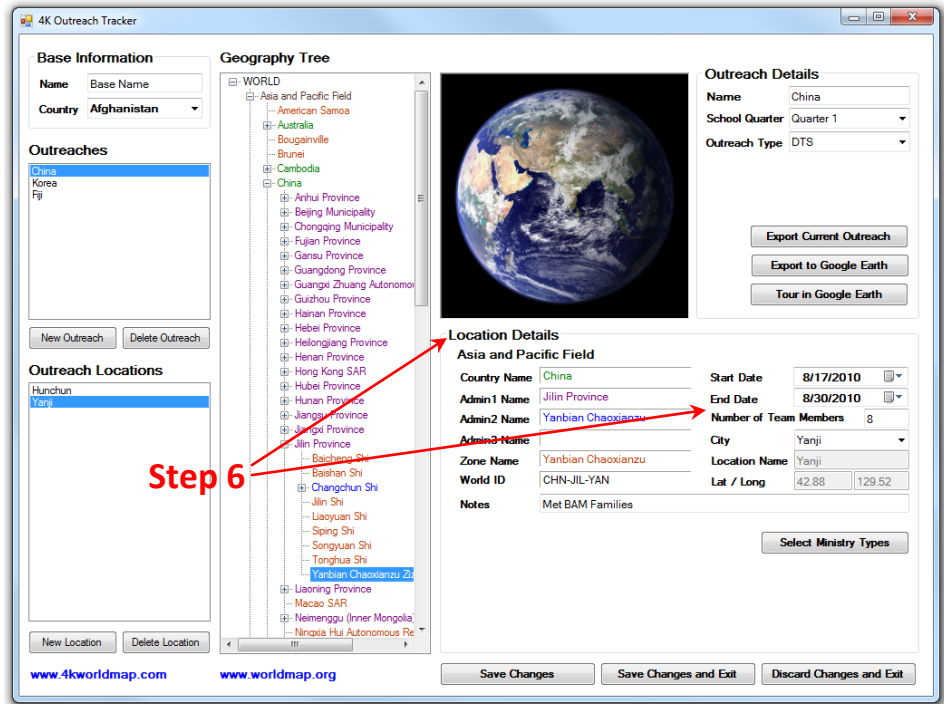 4K Outreach Tracker
Base Information
Name Base Name
Country Afghanistan
Outreaches
China
Korea
Fiji
New Outreach Delete Outreach
Outreach Locations
Hunchun
Yanji
New Location Delete Location
www.4kworldmap.com
Geography Tree
WORLD
Asia and Pacific Field
American Samoa
Australia
Bougainville
Brunei
Cambodia
China
Anhui Province
Beijing Municipality
Chongqing Municipality
Fujian Province
Gansu Province
Guangdong Province
Guangxi Zhuang Autonomou
Guizhou Province
Hainan Province
Hebei Province
Heilongjiang Province
Henan Province
Hong Kong SAR
Hubei Province
Hunan Province
Jiangsu Province
Jiangxi Province
Jilin Province
Baicheng Shi
Baishan Shi
Changchun Shi
Jilin Shi
Liaoyuan Shi
Siping Shi
Songyuan Shi
Tonghua Shi
Yanbian Chaoxianzu Ziz
Liaoning Province
Macao SAR
Neimenggu (Inner Mongolia)
Ningxia Hui Autonomous Re
www.worldmap.org
Step 6
Outreach Details
Name China
School Quarter Quarter 1
Outreach Type DTS
Export Current Outreach
Export to Google Earth
Tour in Google Earth
Location Details
Asia and Pacific Field
Country Name China
Admin1 Name Jilin Province
Admin2 Name Yanbian Chaoxianzu
Admin3 Name
Zone Name Yanbian Chaoxianzu
World ID CHN-JIL-YAN
Notes Met BAM Families
Start Date 8/17/2010
End Date 8/30/2010
Number of Team Members 8
City Yanji
Location Name Yanji
Lat / Long 42.88 129.52
Select Ministry Types
Save Changes Save Changes and Exit Discard Changes and Exit